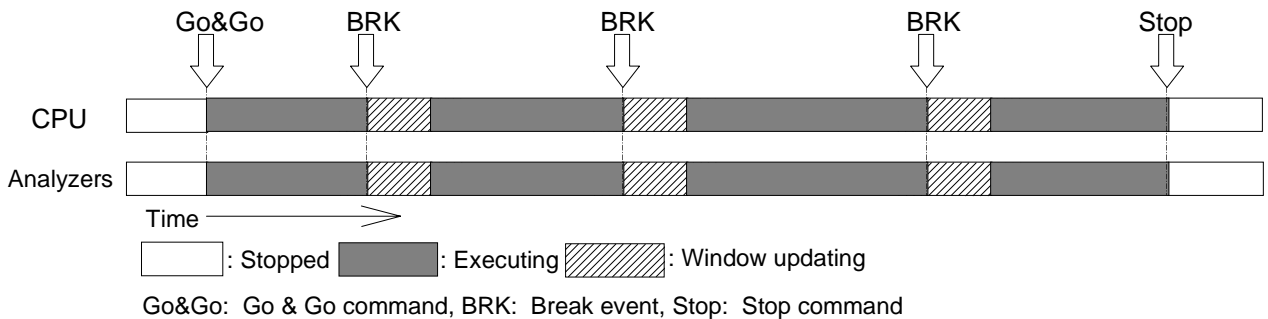 Go&Go BRK BRK BRK Stop
CPU
Analyzers
Time
: Stopped : Executing : Window updating
Go&Go: Go & Go command, BRK: Break event, Stop: Stop command